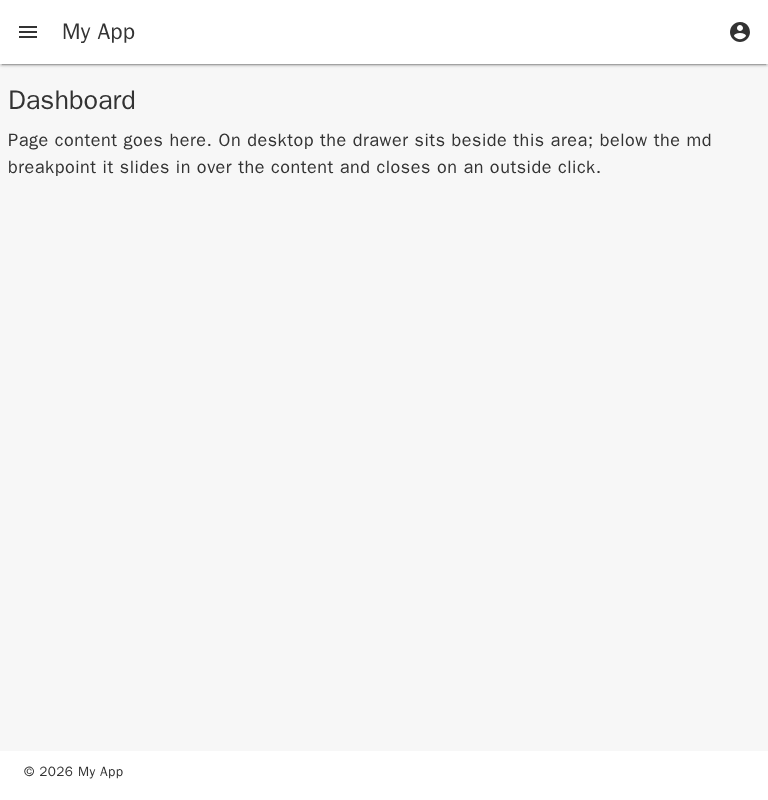 My App
Dashboard
Page content goes here. On desktop the drawer sits beside this area; below the md
breakpoint it slides in over the content and closes on an outside click.
© 2026 My App